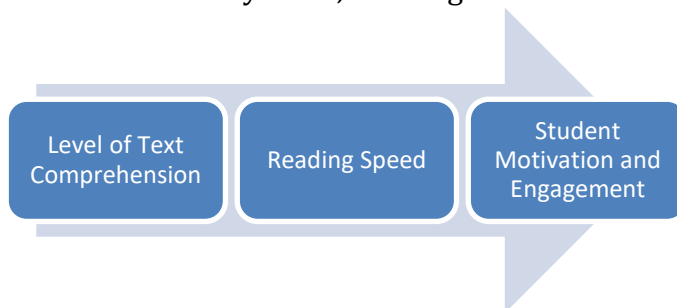 Level of Text
Comprehension
Reading Speed
Student
Motivation and
Engagement